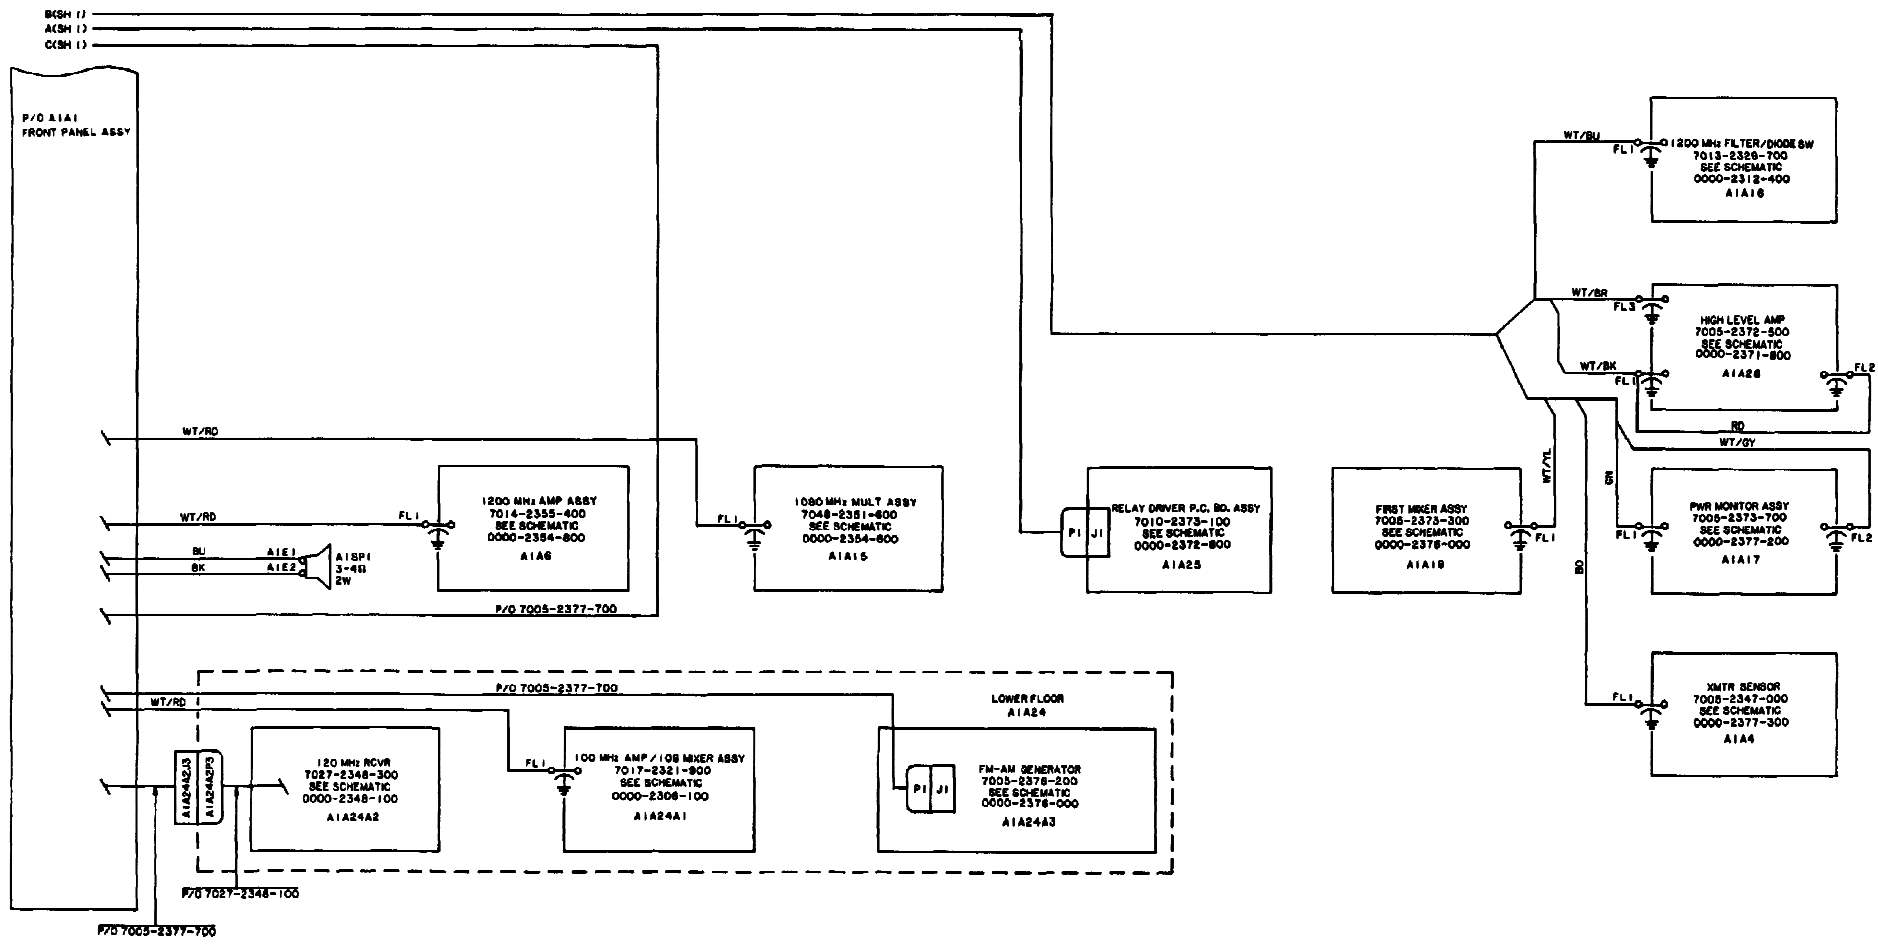 B(SH 1)
A(SH 1)
C(SH 1)
P/O A1A1
FRONT PANEL ASSY
WT/BU
FL1
1200 MHz FILTER/DIODE SW
7013-2329-700
SEE SCHEMATIC
0000-2312-400
A1A16
WT/BR
FL3
HIGH LEVEL AMP
7005-2372-500
SEE SCHEMATIC
0000-2371-800
A1A26
WT/BK
FL1
FL2
RD
WT/GY
WT/RD
WT/RD
FL1
1200 MHz AMP ASSY
7014-2355-400
SEE SCHEMATIC
0000-2354-800
A1A6
FL1
1080 MHz MULT ASSY
7048-2351-600
SEE SCHEMATIC
0000-2354-600
A1A15
P1 J1
RELAY DRIVER P.C. BD. ASSY
7010-2373-100
SEE SCHEMATIC
0000-2372-800
A1A25
FIRST MIXER ASSY
7005-2375-300
SEE SCHEMATIC
0000-2376-000
A1A18
FL1
WT/YL
GN
FL1
PWR MONITOR ASSY
7005-2373-700
SEE SCHEMATIC
0000-2377-200
A1A17
FL2
BU
BK
A1E1
A1E2
A1SP1
3-4Ω
2W
P/O 7005-2377-700
FL1
XMTR SENSOR
7005-2347-000
SEE SCHEMATIC
0000-2377-300
A1A4
P/O 7005-2377-700
WT/RD
LOWER FLOOR
A1A24
A1A24A2J3
A1A24A2P3
120 MHz RCVR
7027-2348-300
SEE SCHEMATIC
0000-2348-100
A1A24A2
FL1
100 MHz AMP/108 MIXER ASSY
7017-2321-900
SEE SCHEMATIC
0000-2306-100
A1A24A1
P1 J1
FM-AM GENERATOR
7005-2376-200
SEE SCHEMATIC
0000-2376-000
A1A24A3
P/O 7027-2348-100
P/O 7005-2377-700